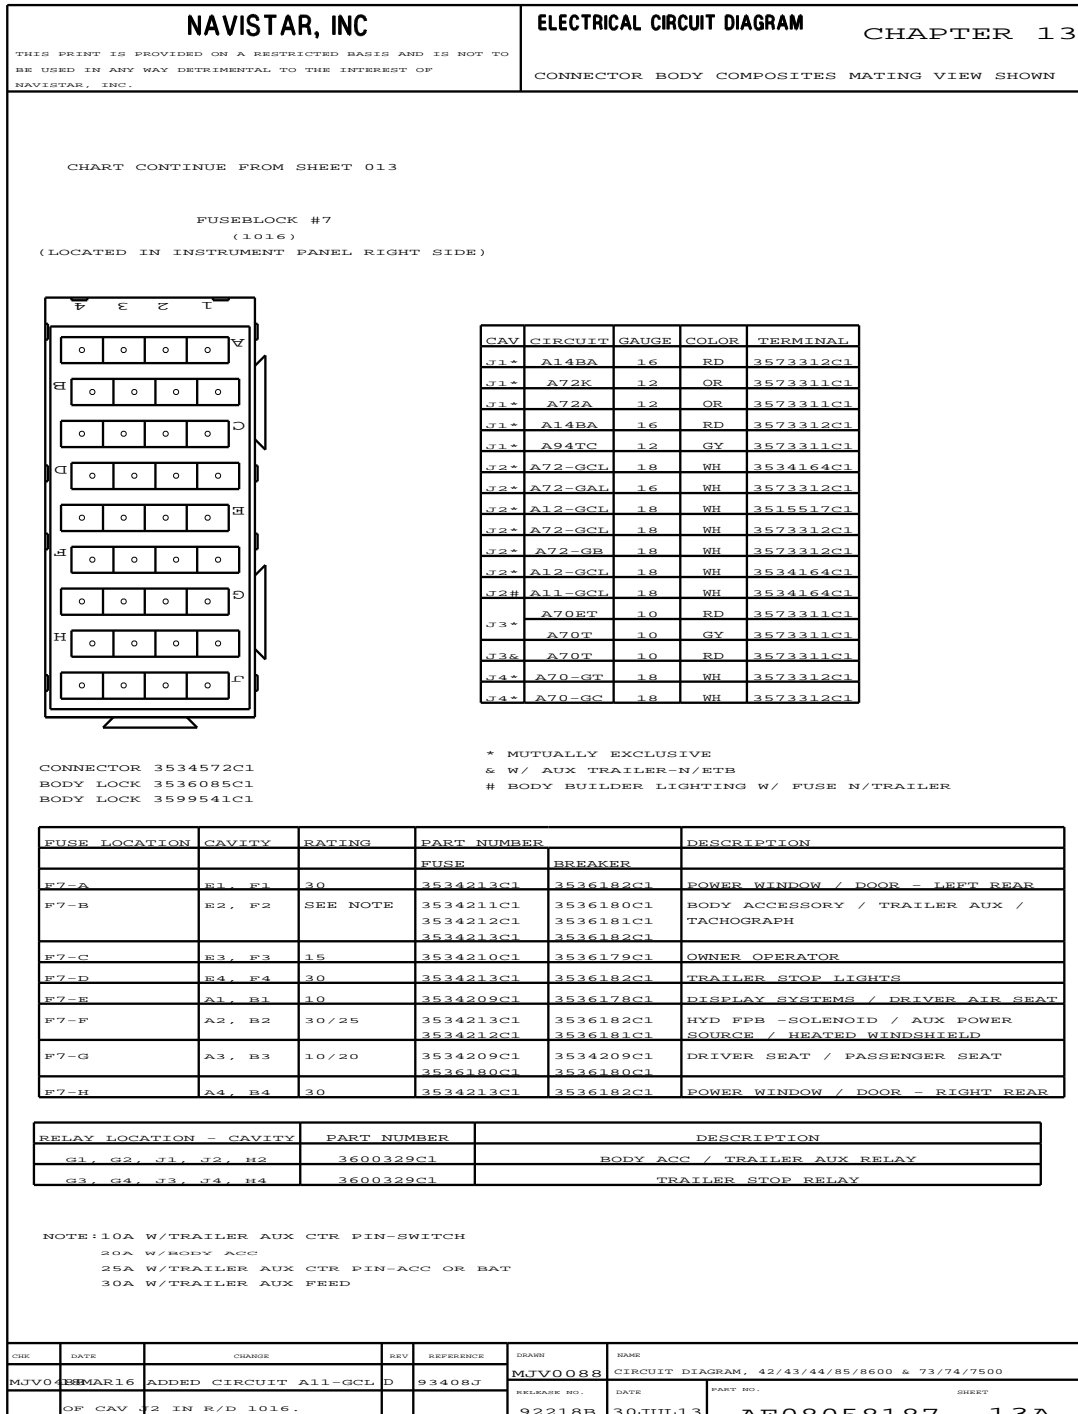 NAVISTAR, INC
THIS PRINT IS PROVIDED ON A RESTRICTED BASIS AND IS NOT TO
BE USED IN ANY WAY DETRIMENTAL TO THE INTEREST OF
NAVISTAR, INC.
ELECTRICAL CIRCUIT DIAGRAM
CHAPTER 13
CONNECTOR BODY COMPOSITES MATING VIEW SHOWN
CHART CONTINUE FROM SHEET 013
FUSEBLOCK #7
(1016)
(LOCATED IN INSTRUMENT PANEL RIGHT SIDE)
4 3 2 1
A
B
C
D
E
F
G
H
J
CAV CIRCUIT GAUGE COLOR TERMINAL
J1* A14BA 16 RD 3573312C1
J1* A72K 12 OR 3573311C1
J1* A72A 12 OR 3573311C1
J1* A14BA 16 RD 3573312C1
J1* A94TC 12 GY 3573311C1
J2* A72-GCL 18 WH 3534164C1
J2* A72-GAL 16 WH 3573312C1
J2* A12-GCL 18 WH 3515517C1
J2* A72-GCL 18 WH 3573312C1
J2* A72-GB 18 WH 3573312C1
J2* A12-GCL 18 WH 3534164C1
J2# A11-GCL 18 WH 3534164C1
J3* A70ET 10 RD 3573311C1
A70T 10 GY 3573311C1
J3& A70T 10 RD 3573311C1
J4* A70-GT 18 WH 3573312C1
J4* A70-GC 18 WH 3573312C1
CONNECTOR 3534572C1
BODY LOCK 3536085C1
BODY LOCK 3599541C1
* MUTUALLY EXCLUSIVE
& W/ AUX TRAILER-N/ETB
# BODY BUILDER LIGHTING W/ FUSE N/TRAILER
FUSE LOCATION CAVITY RATING PART NUMBER DESCRIPTION
FUSE BREAKER
F7-A E1, F1 30 3534213C1 3536182C1 POWER WINDOW / DOOR - LEFT REAR
F7-B E2, F2 SEE NOTE 3534211C1 3536180C1 BODY ACCESSORY / TRAILER AUX /
3534212C1 3536181C1 TACHOGRAPH
3534213C1 3536182C1
F7-C E3, F3 15 3534210C1 3536179C1 OWNER OPERATOR
F7-D E4, F4 30 3534213C1 3536182C1 TRAILER STOP LIGHTS
F7-E A1, B1 10 3534209C1 3536178C1 DISPLAY SYSTEMS / DRIVER AIR SEAT
F7-F A2, B2 30/25 3534213C1 3536182C1 HYD FPB -SOLENOID / AUX POWER
3534212C1 3536181C1 SOURCE / HEATED WINDSHIELD
F7-G A3, B3 10/20 3534209C1 3534209C1 DRIVER SEAT / PASSENGER SEAT
3536180C1 3536180C1
F7-H A4, B4 30 3534213C1 3536182C1 POWER WINDOW / DOOR - RIGHT REAR
RELAY LOCATION - CAVITY PART NUMBER DESCRIPTION
G1, G2, J1, J2, H2 3600329C1 BODY ACC / TRAILER AUX RELAY
G3, G4, J3, J4, H4 3600329C1 TRAILER STOP RELAY
NOTE:10A W/TRAILER AUX CTR PIN-SWITCH
20A W/BODY ACC
25A W/TRAILER AUX CTR PIN-ACC OR BAT
30A W/TRAILER AUX FEED
CHK DATE CHANGE REV REFERENCE DRAWN NAME
ADDED CIRCUIT A11-GCL D 93408J MJV0088 CIRCUIT DIAGRAM, 42/43/44/85/8600 & 73/74/7500
OF CAV J2 IN R/D 1016.
RELEASE NO. DATE PART NO. SHEET
92218B 30JUL13 13A